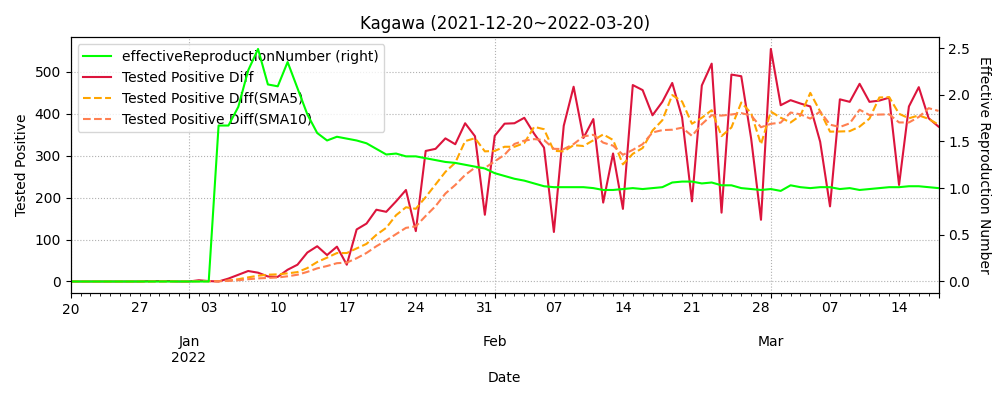 Kagawa (2021-12-20~2022-03-20)
effectiveReproductionNumber (right)
Tested Positive Diff
Tested Positive Diff(SMA5)
Tested Positive Diff(SMA10)
Tested Positive
500
400
300
200
100
0
Effective Reproduction Number
2.5
2.0
1.5
1.0
0.5
0.0
20 27 03 10 17 24 31 07 14 21 28 07 14
Jan Feb Mar
2022
Date